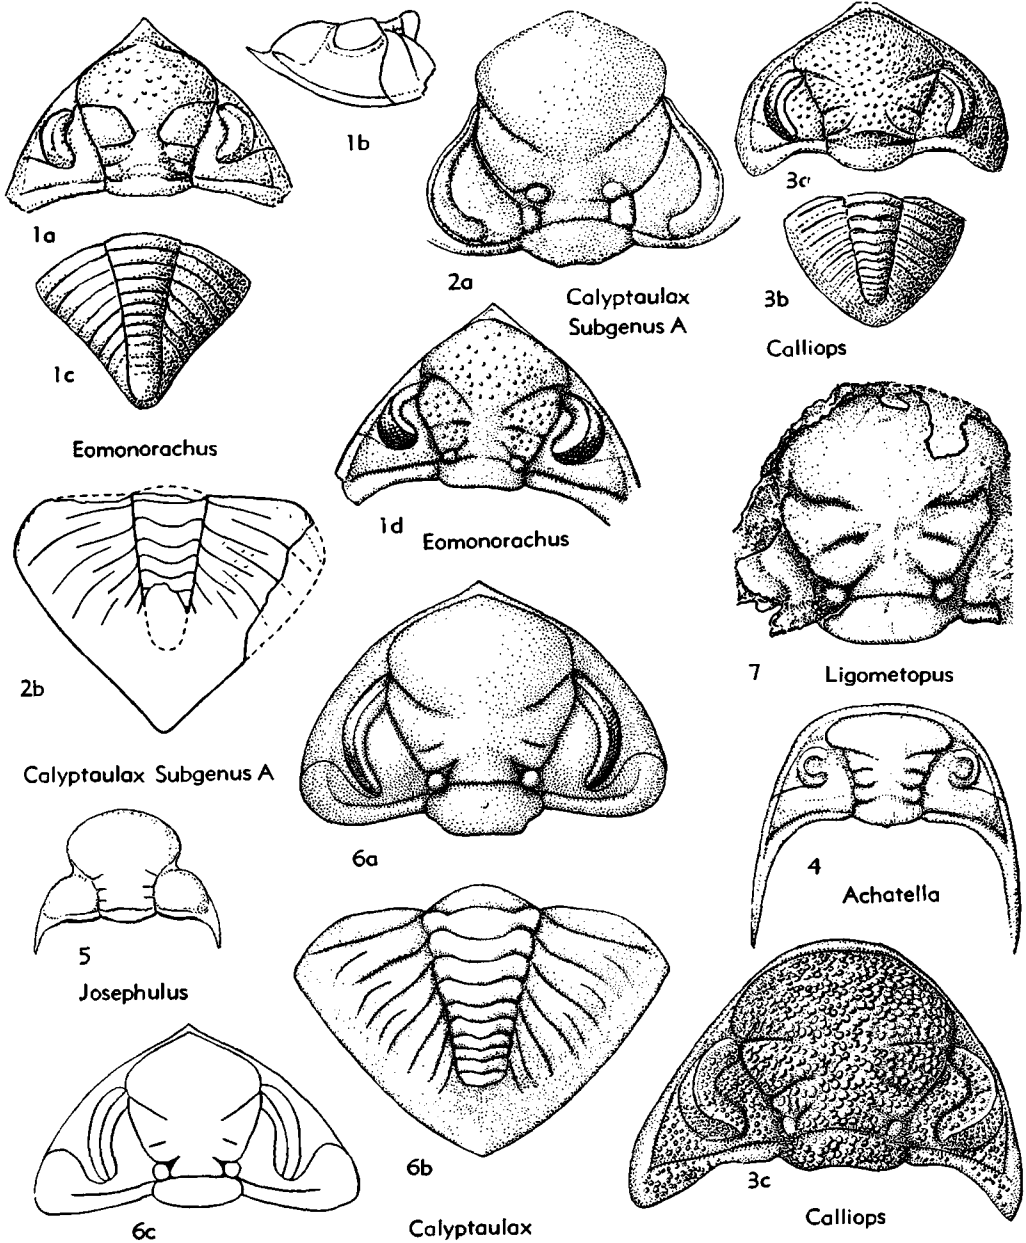 1a
1b
2a
3a
1c
Calyptaulax
Subgenus A
3b
Calliops
Eomonorachus
1d
Eomonorachus
2b
7
Ligometopus
Calyptaulax Subgenus A
6a
4
Achatella
5
Josephulus
6b
3c
Calliops
6c
Calyptaulax